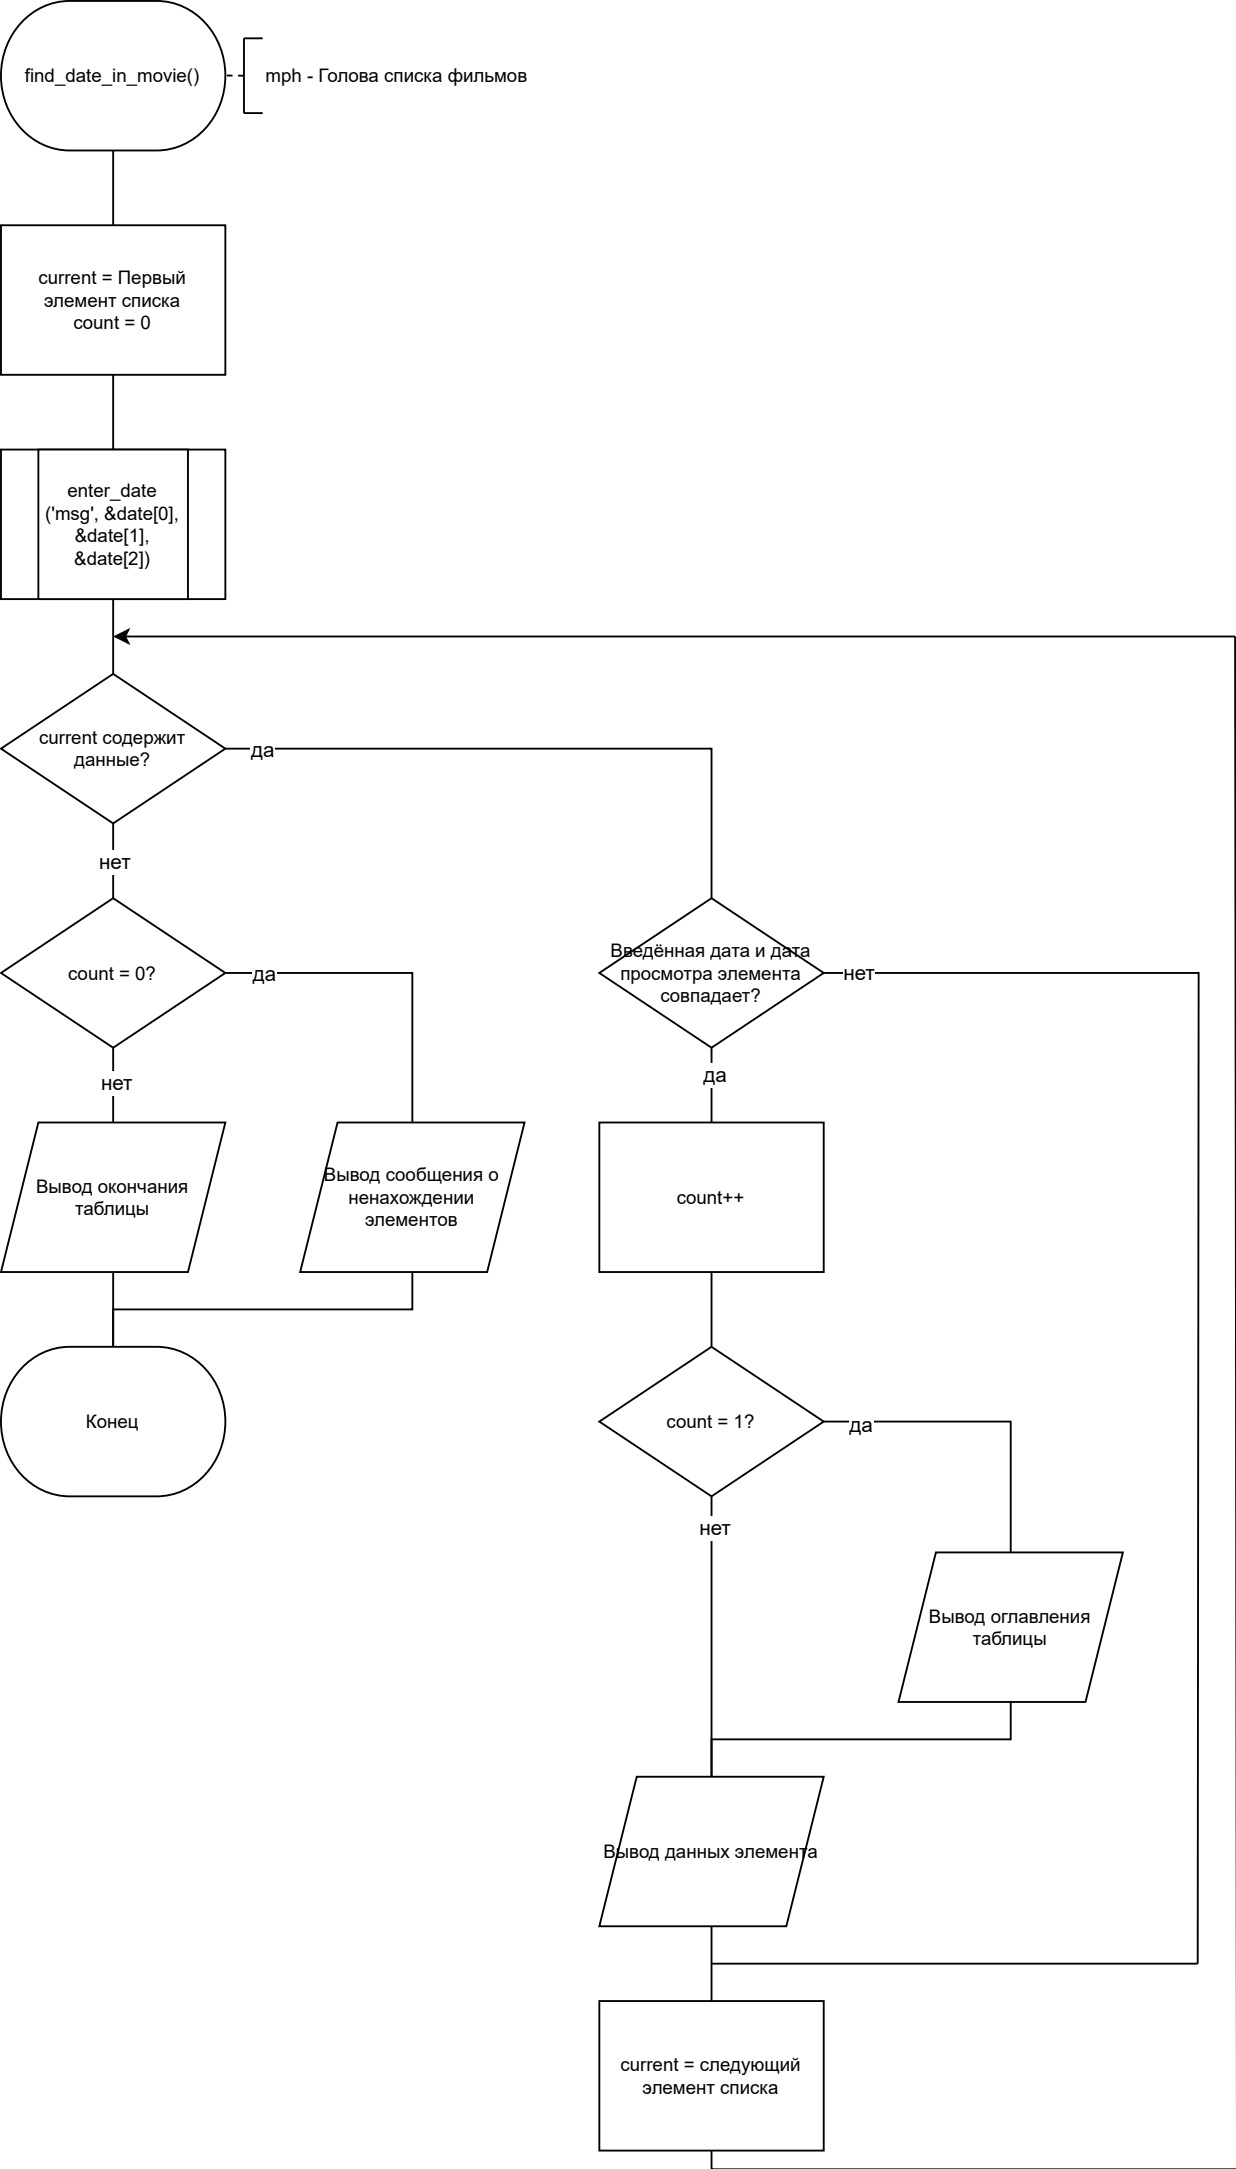 find_date_in_movie()
mph - Голова списка фильмов
current = Первый
элемент списка
count = 0
enter_date
('msg', &date[0],
&date[1],
&date[2])
current содержит
данные?
да
нет
count = 0?
да
нет
Вывод окончания
таблицы
Вывод сообщения о
ненахождении
элементов
Конец
Введённая дата и дата
просмотра элемента
совпадает?
нет
да
count++
count = 1?
да
нет
Вывод оглавления
таблицы
Вывод данных элемента
current = следующий
элемент списка